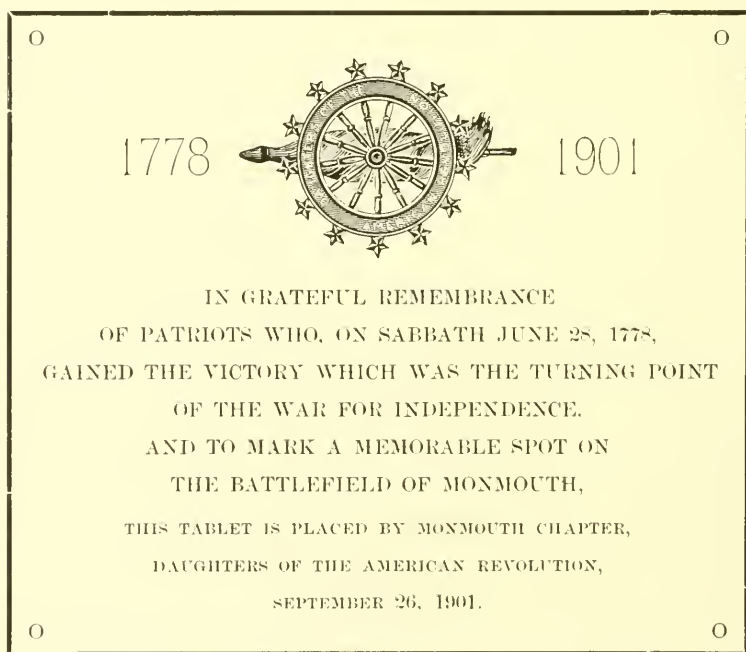 1778 1901
IN GRATEFUL REMEMBRANCE
OF PATRIOTS WHO, ON SABBATH JUNE 28, 1778,
GAINED THE VICTORY WHICH WAS THE TURNING POINT
OF THE WAR FOR INDEPENDENCE.
AND TO MARK A MEMORABLE SPOT ON
THE BATTLEFIELD OF MONMOUTH,
THIS TABLET IS PLACED BY MONMOUTH CHAPTER,
DAUGHTERS OF THE AMERICAN REVOLUTION,
SEPTEMBER 26, 1901.